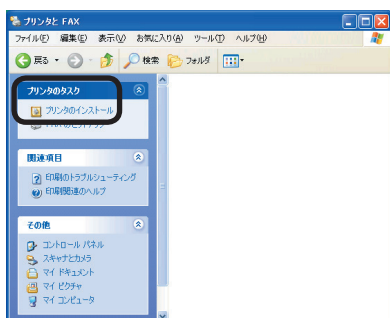 プリンタと FAX
ファイル(F) 編集(E) 表示(V) お気に入り(A) ツール(T) ヘルプ(H)
戻る 検索 フォルダ
プリンタのタスク
プリンタのインストール
関連項目
印刷のトラブルシューティング
印刷関連のヘルプ
その他
コントロール パネル
スキャナとカメラ
マイ ドキュメント
マイ ピクチャ
マイ コンピュータ